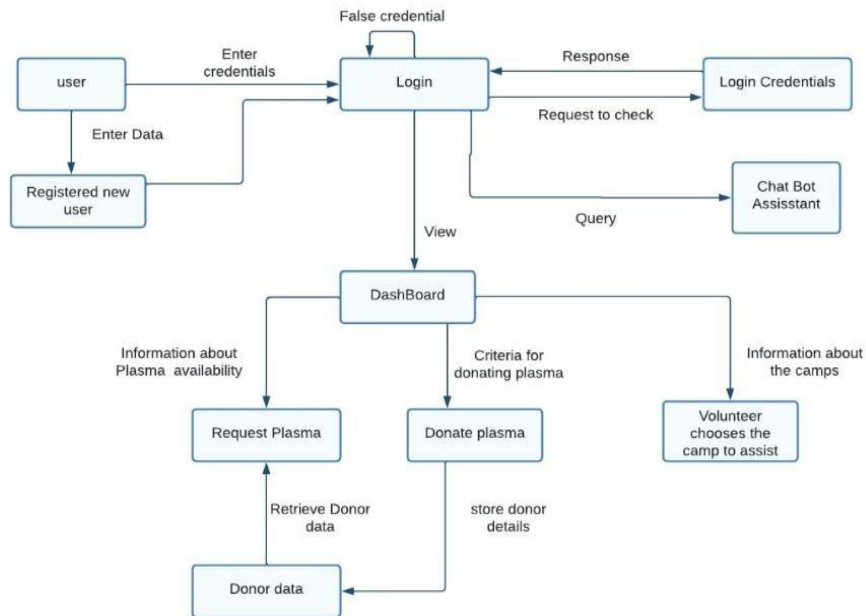 False credential
Enter
credentials
user
Login
Response
Login Credentials
Request to check
Enter Data
Registered new
user
Chat Bot
Assisstant
Query
View
DashBoard
Information about
Plasma availability
Criteria for
donating plasma
Information about
the camps
Request Plasma
Donate plasma
Volunteer
chooses the
camp to assist
Retrieve Donor
data
store donor
details
Donor data